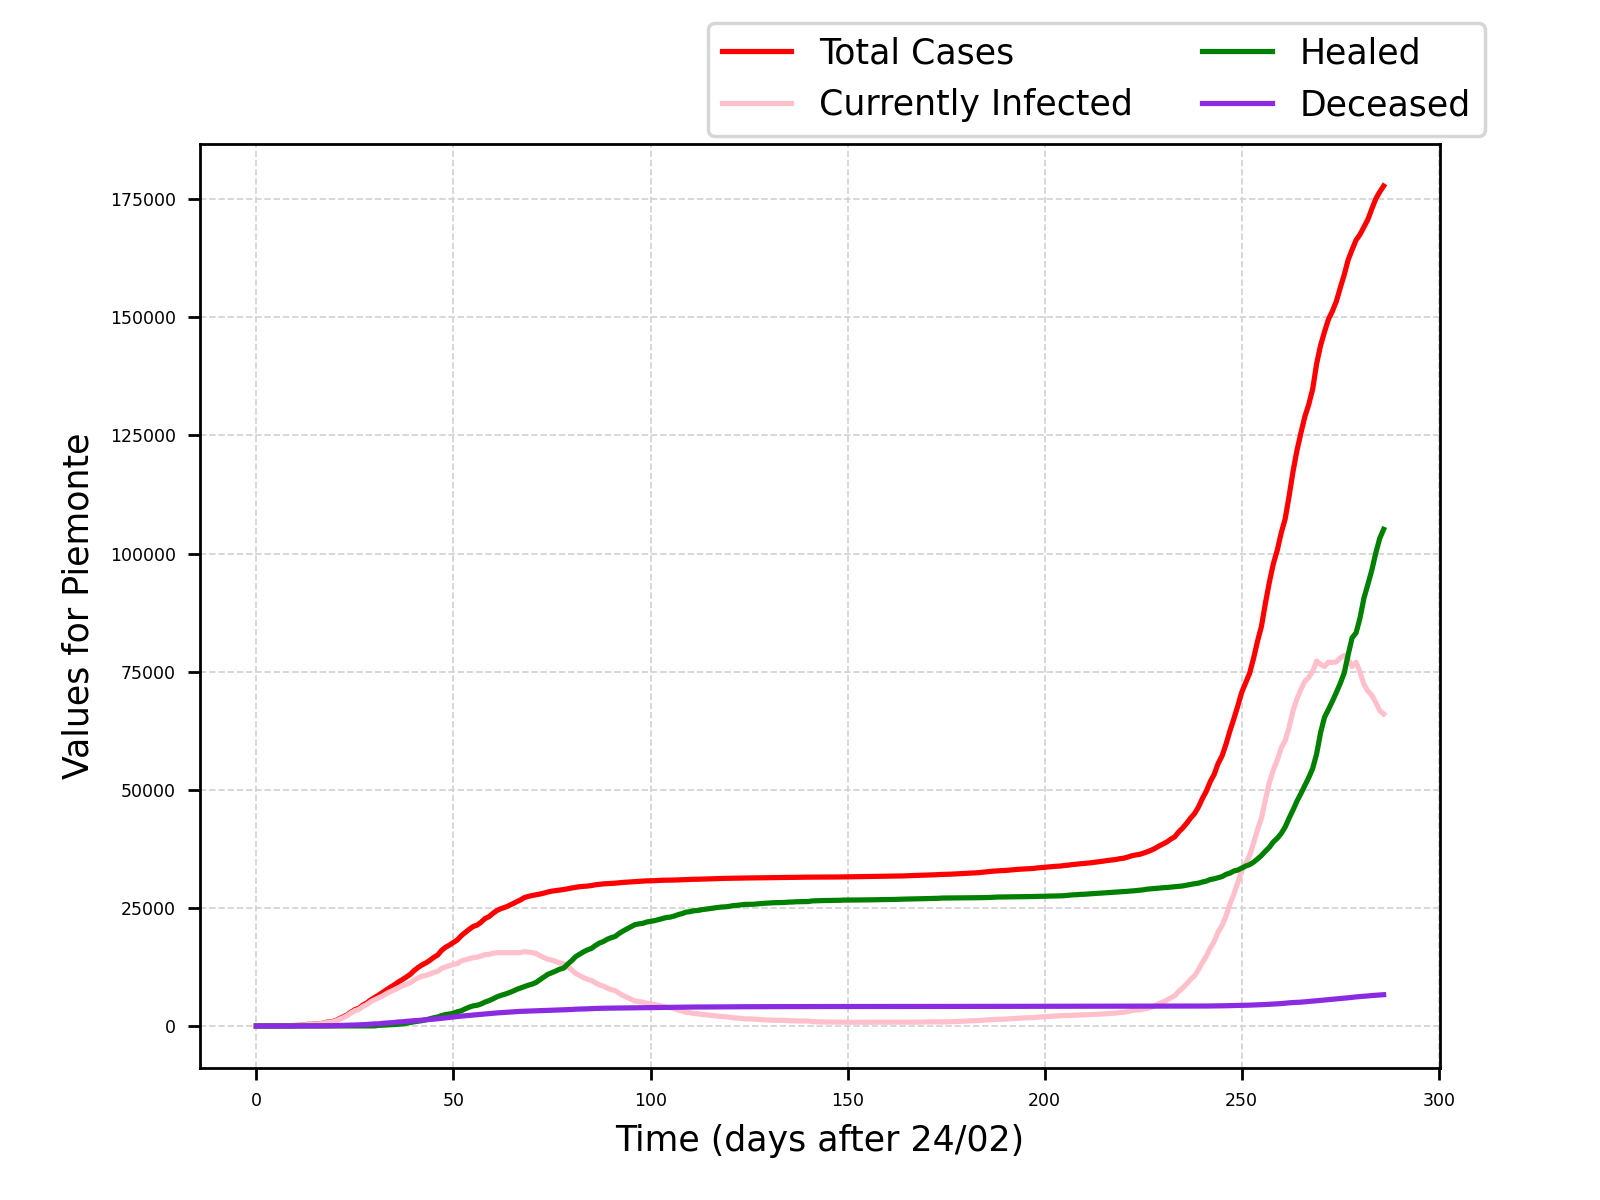 Total Cases
Currently Infected
Healed
Deceased
175000
150000
125000
100000
75000
50000
25000
0
Values for Piemonte
0 50 100 150 200 250 300
Time (days after 24/02)